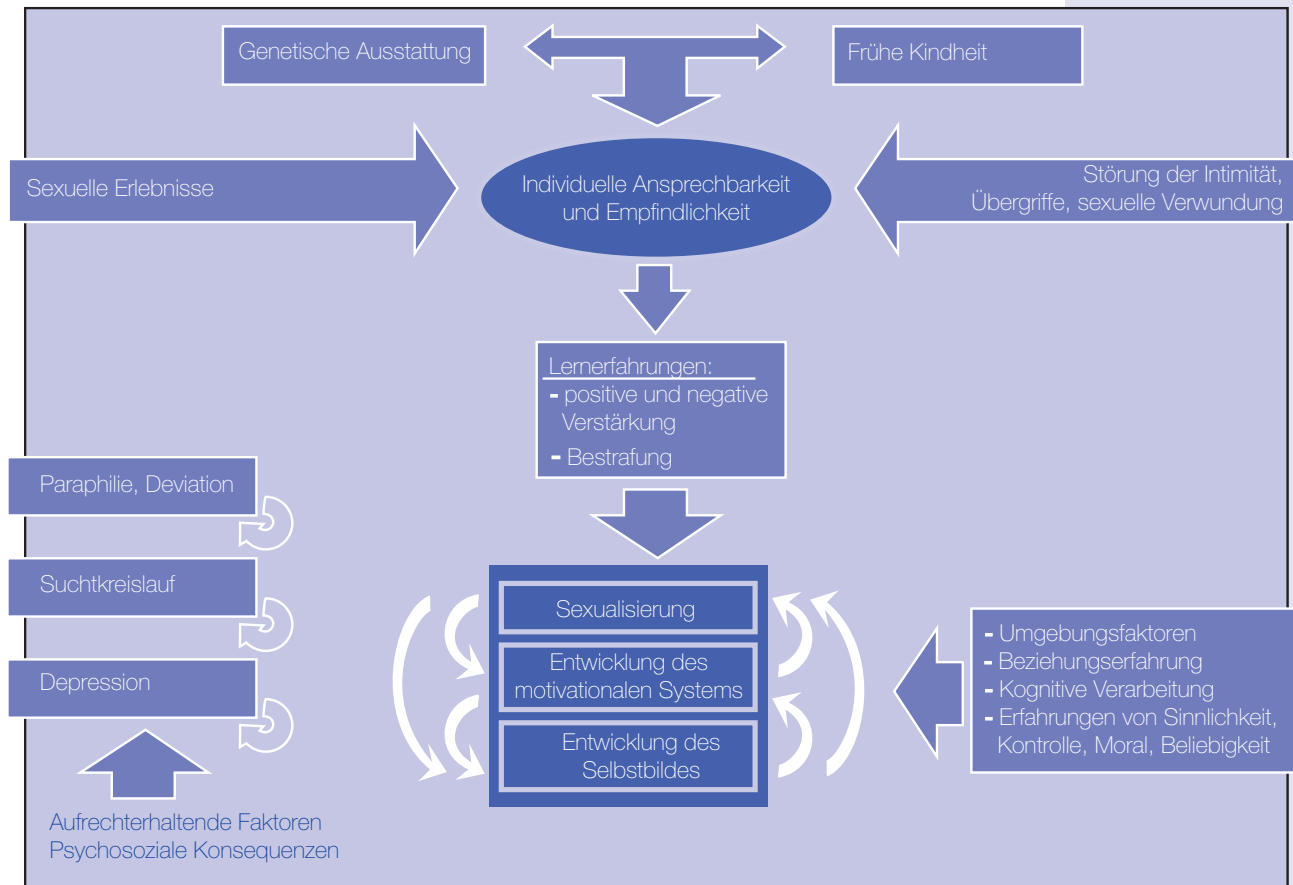 Genetische Ausstattung
Frühe Kindheit
Sexuelle Erlebnisse
Individuelle Ansprechbarkeit
und Empfindlichkeit
Störung der Intimität,
Übergriffe, sexuelle Verwundung
Lernerfahrungen:
- positive und negative
Verstärkung
- Bestrafung
Paraphilie, Deviation
Suchtkreislauf
Depression
Aufrechterhaltende Faktoren
Psychosoziale Konsequenzen
Sexualisierung
Entwicklung des
motivationalen Systems
Entwicklung des
Selbstbildes
- Umgebungsfaktoren
- Beziehungserfahrung
- Kognitive Verarbeitung
- Erfahrungen von Sinnlichkeit,
Kontrolle, Moral, Beliebigkeit